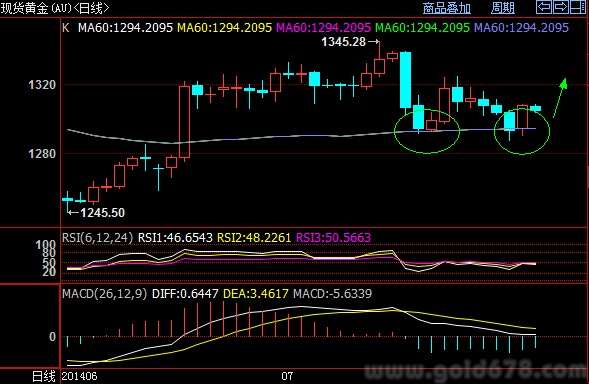 现货黄金(AU)<日线> 商品叠加 周期
K MA60:1294.2095 MA60:1294.2095 MA60:1294.2095 MA60:1294.2095 MA60:1294.2095
1345.28
1320
1280
1245.50
RSI(6,12,24) RSI1:46.6543 RSI2:48.2261 RSI3:50.5663
100
80
50
20
MACD(26,12,9) DIFF:0.6447 DEA:3.4617 MACD:-5.6339
0
日线 201406 07
www.gold678.com